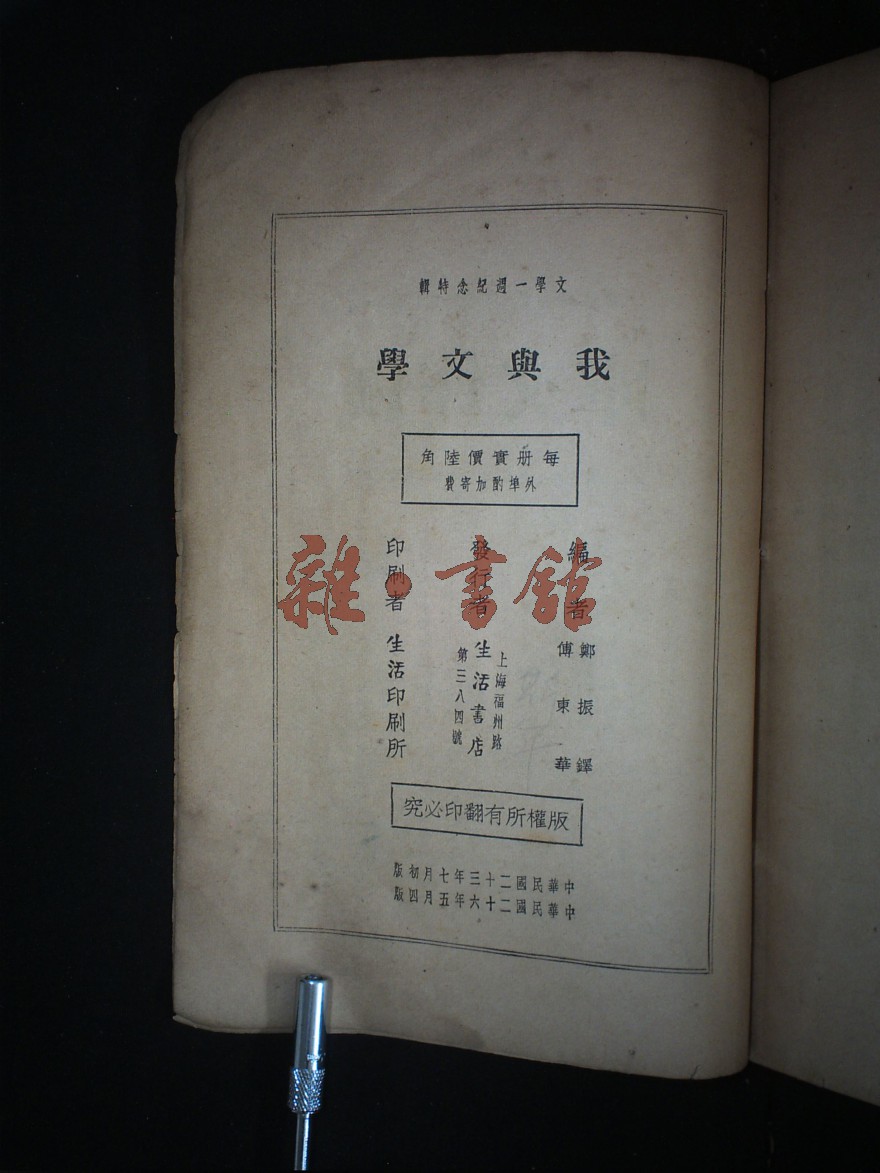 文學一週紀念特輯
我與文學
每册實價陸角
外埠酌加寄費
編者 鄭振鐸
傅東華
上海福州路
發行者 生活書店
第三八四號
印刷者 生活印刷所
版權所有翻印必究
中華民國二十三年七月初版
中華民國二十六年五月四版
雜·書館